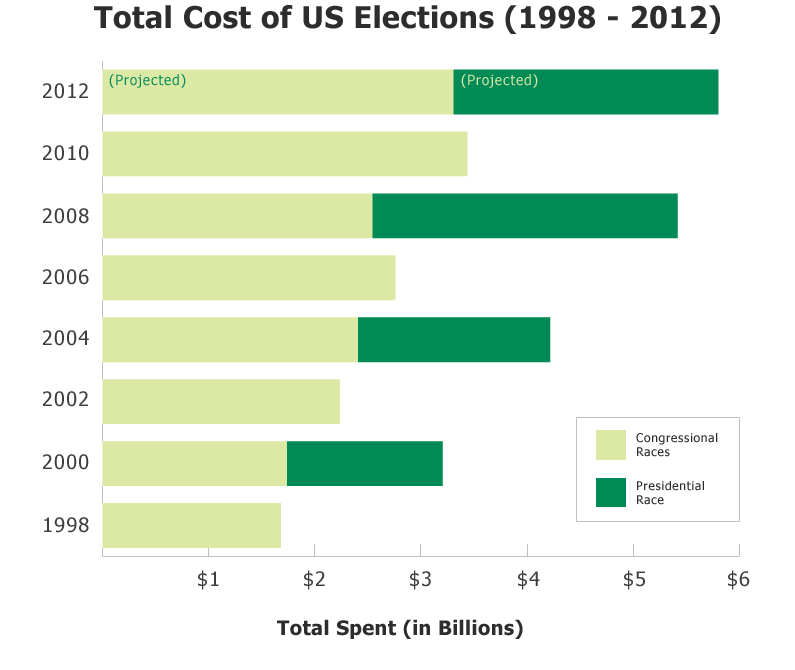 Total Cost of US Elections (1998 - 2012)
2012
(Projected)
(Projected)
2010
2008
2006
2004
2002
2000
1998
Congressional
Races
Presidential
Race
$1
$2
$3
$4
$5
$6
Total Spent (in Billions)